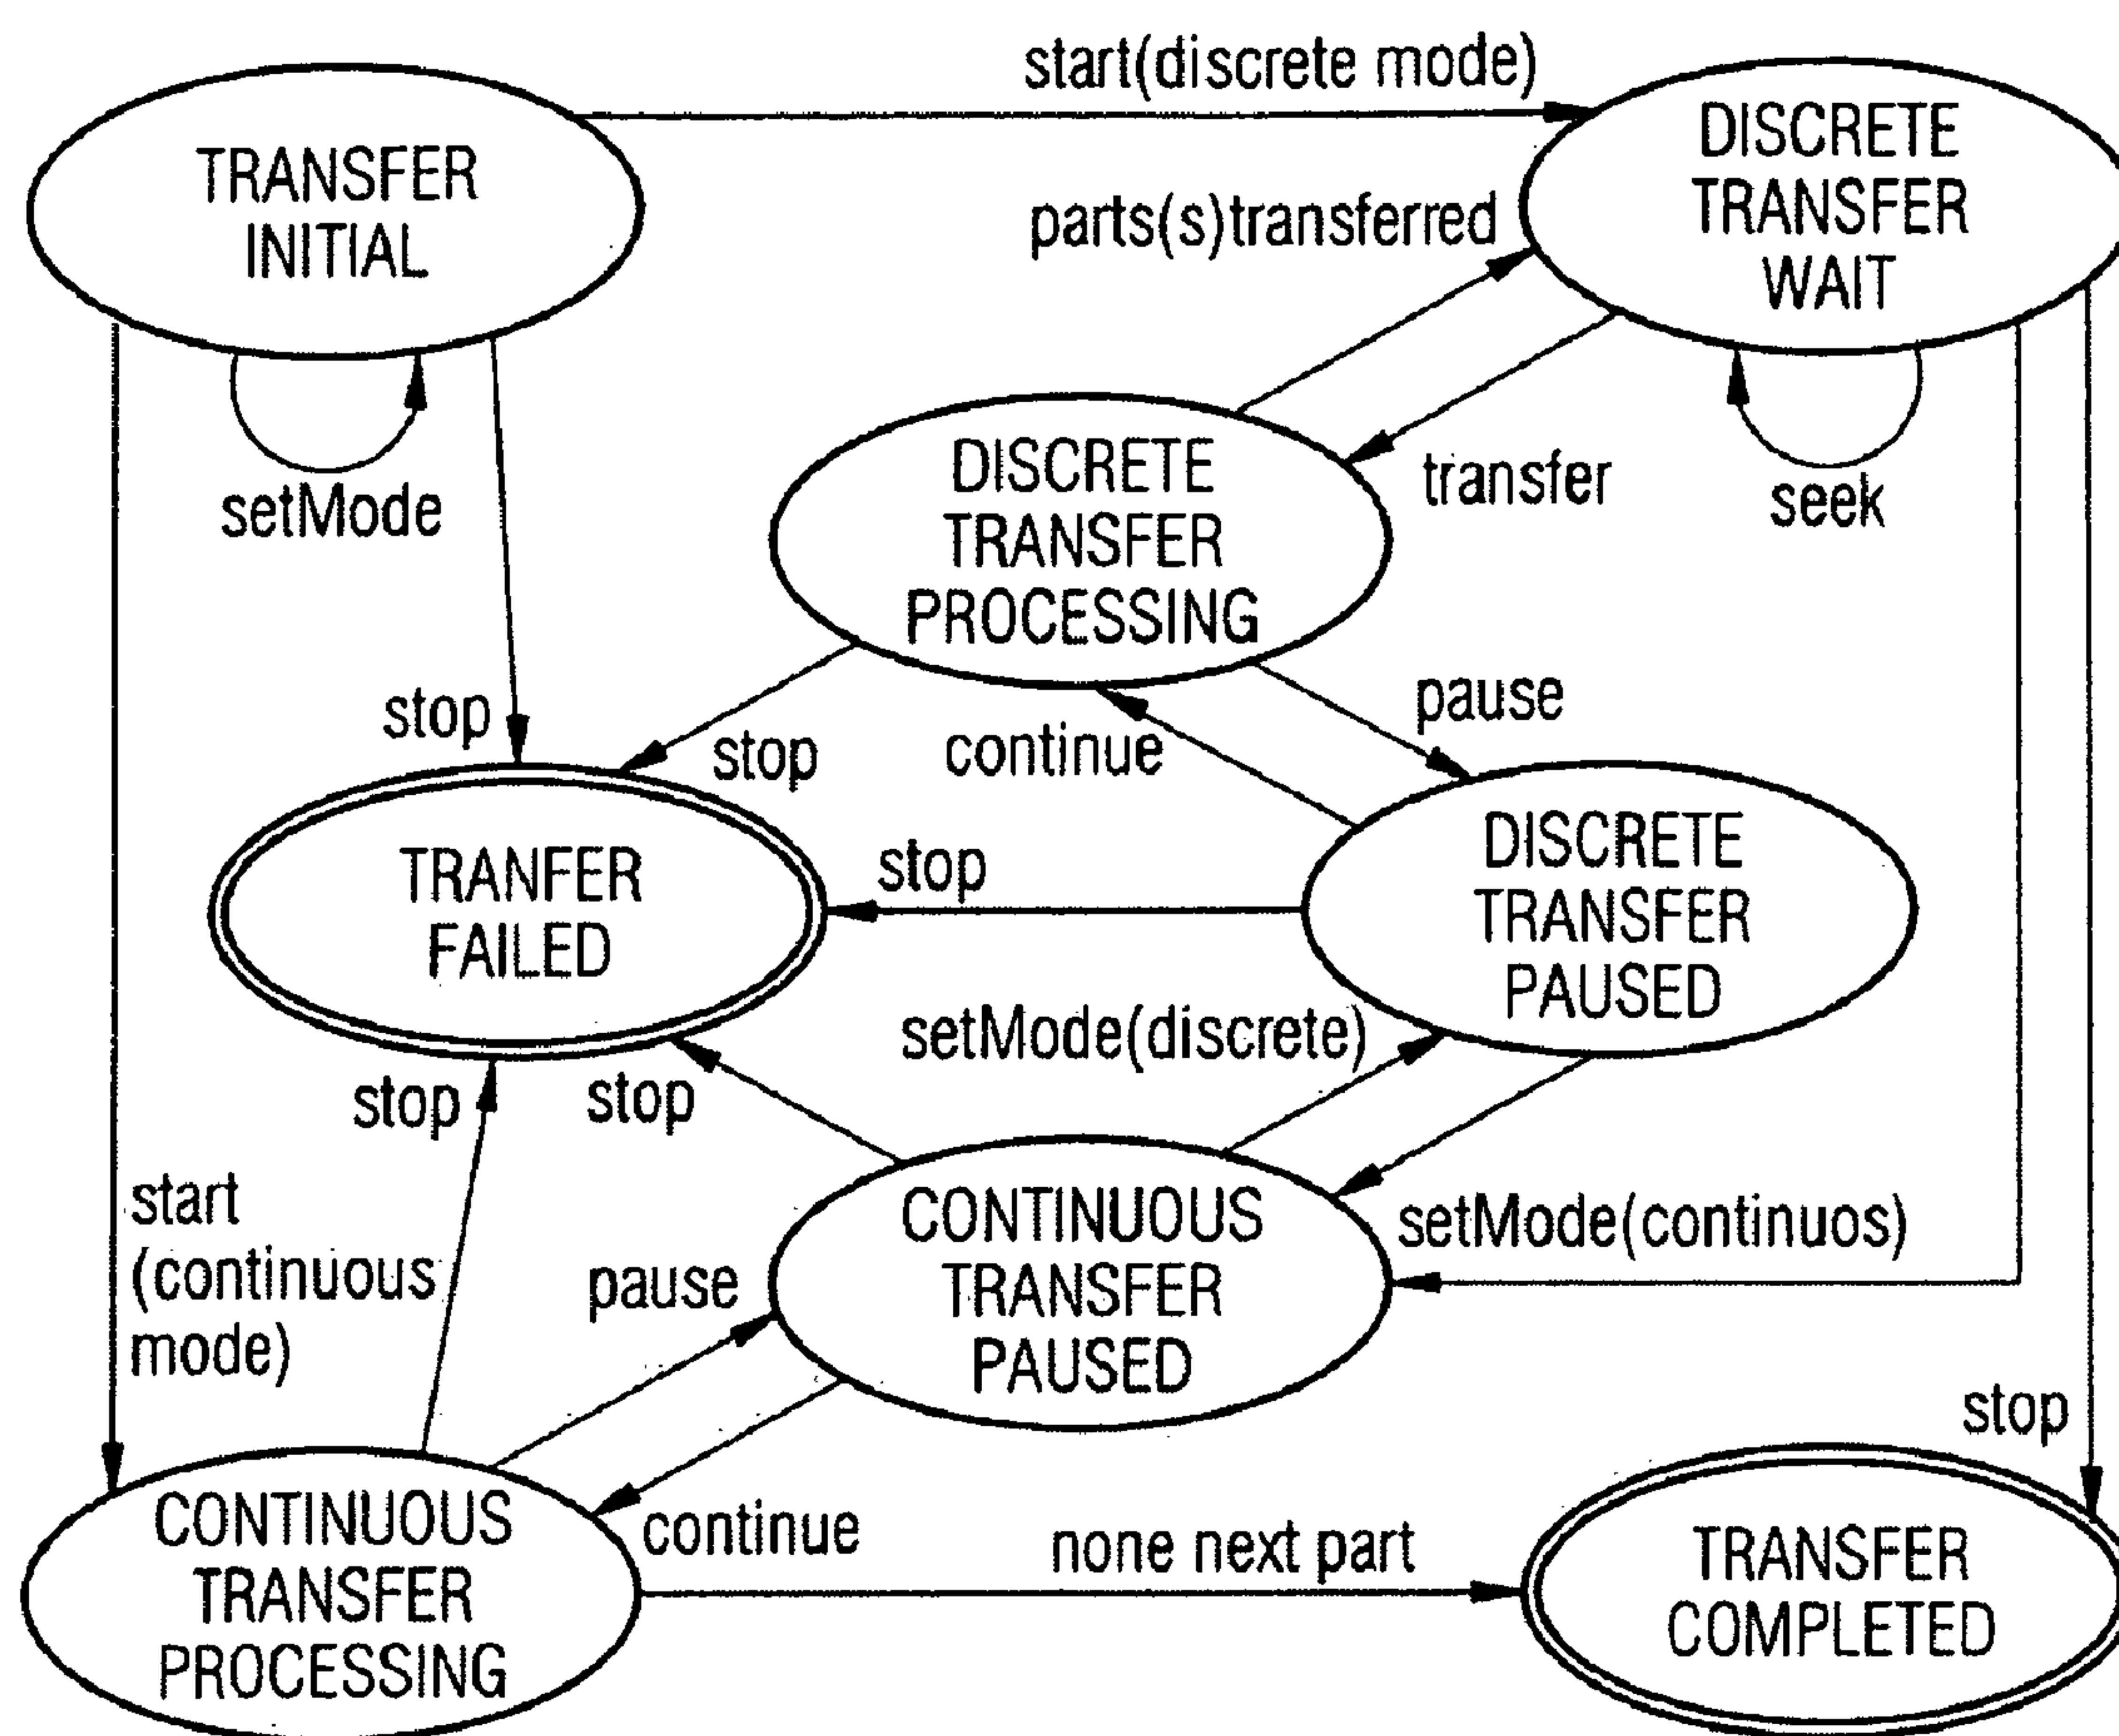 start(discrete mode)
TRANSFER
INITIAL
DISCRETE
TRANSFER
WAIT
parts(s)transferred
setMode
DISCRETE
TRANSFER
PROCESSING
transfer
seek
stop
stop
continue
pause
TRANFER
FAILED
stop
DISCRETE
TRANSFER
PAUSED
setMode(discrete)
stop
stop
start
(continuous
mode)
pause
CONTINUOUS
TRANSFER
PAUSED
setMode(continuos)
stop
CONTINUOUS
TRANSFER
PROCESSING
continue
none next part
TRANSFER
COMPLETED